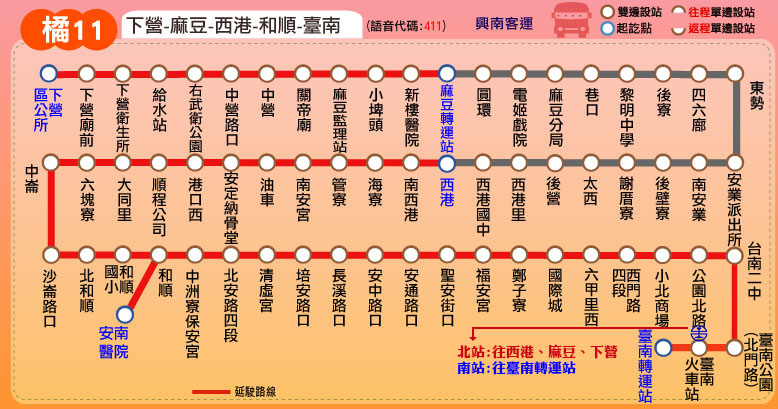 橘11 下營-麻豆-西港-和順-臺南 (語音代碼:411) 興南客運
雙邊設站 往程單邊設站
起訖點 返程單邊設站
下營區公所
下營廟前
下營衛生所
給水站
右武衛公園
中營路口
中營
關帝廟
麻豆監理站
小埤頭
新樓醫院
麻豆轉運站
圓環
電姬戲院
麻豆分局
巷口
黎明中學
後寮
四六廍
東勢
中崙
六塊寮
大同里
順程公司
港口西
安定納骨堂
油車
南安宮
管寮
海寮
南西港
西港
西港國中
西港里
後營
太西
謝厝寮
後壁寮
南安業
安業派出所
沙崙路口
北和順
和順國小
和順
中洲寮保安宮
北安路四段
清虛宮
培安路口
長溪路口
安中路口
安通路口
聖安街口
福安宮
鄭子寮
國際城
六甲里西
西門路四段
小北商場
公園北路
台南二中
安南醫院
北站:往西港、麻豆、下營
南站:往臺南轉運站
臺南轉運站
臺南火車站
臺南公園(北門路)
延駛路線